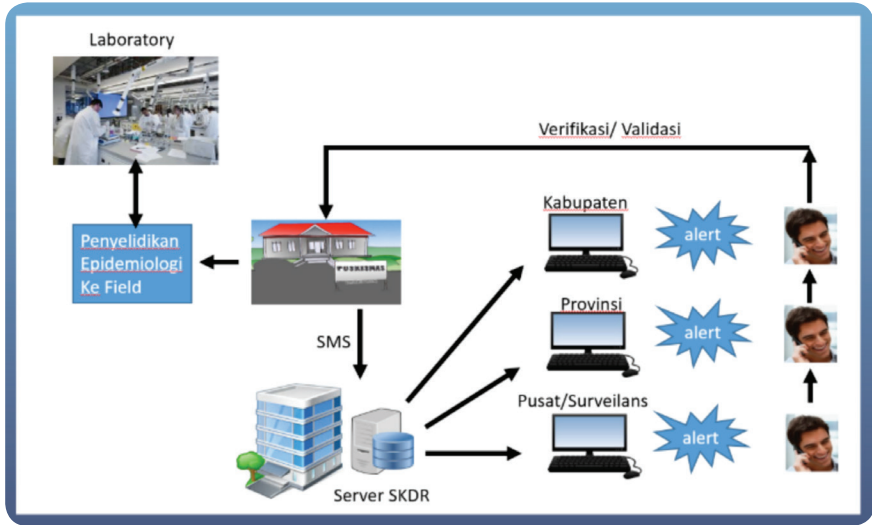 Laboratory
Verifikasi/ Validasi
Kabupaten
alert
Penyelidikan
Epidemiologi
Ke Field
PUSKESMAS
Provinsi
alert
SMS
Pusat/Surveilans
alert
Server SKDR